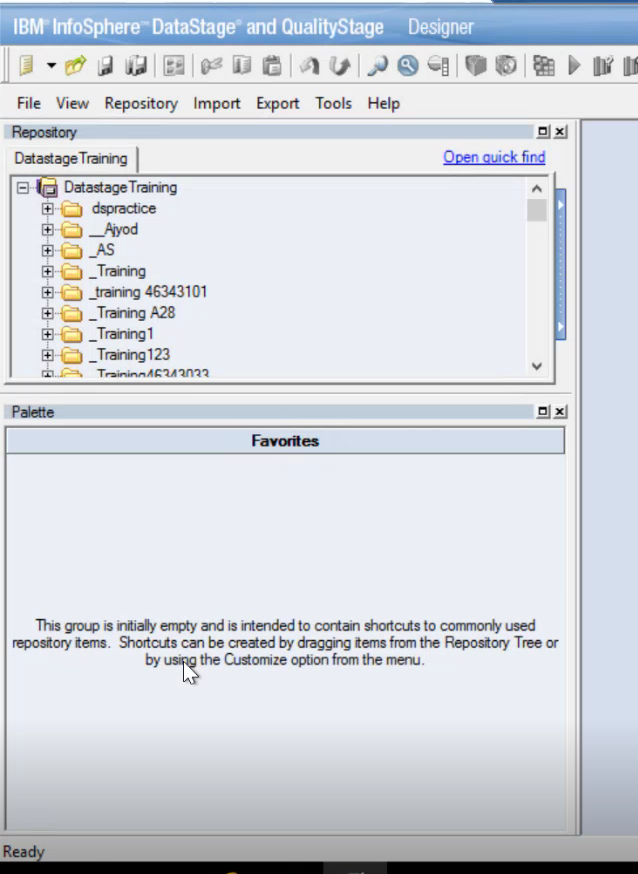 IBM® InfoSphere™ DataStage® and QualityStage Designer
File View Repository Import Export Tools Help
Repository
DatastageTraining Open quick find
DatastageTraining
dspractice
__Ajyod
_AS
_Training
_training 46343101
_Training A28
_Training1
_Training123
_Training46343033
Palette
Favorites
This group is initially empty and is intended to contain shortcuts to commonly used
repository items. Shortcuts can be created by dragging items from the Repository Tree or
by using the Customize option from the menu.
Ready